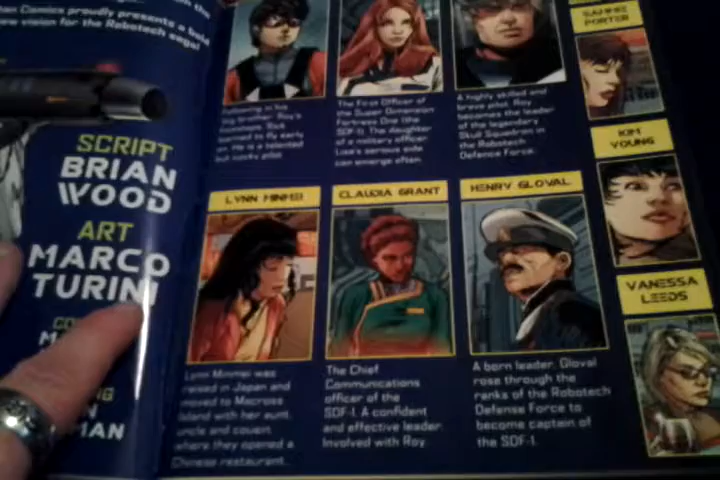 Comics proudly presents a bold
new vision for the Robotech saga!
SCRIPT
BRIAN
WOOD
ART
MARCO
TURINI
big brother Roy's
footsteps. Rick
learned to fly early
on. He is a talented
but cocky pilot
The First Officer of
the Super Dimension
Fortress One (the
SDF-1). The daughter
of a military officer
Lisa's serious side
can emerge often.
A highly skilled and
brave pilot, Roy
becomes the leader
of the legendary
Skull Squadron in
the Robotech
Defense Force.
SAMMIE
PORTER
KIM
YOUNG
VANESSA
LEEDS
LYNN MINMEI
CLAUDIA GRANT
HENRY GLOVAL
Lynn Minmei was
raised in Japan and
moved to Macross
Island with her aunt,
uncle and cousin
where they opened a
Chinese restaurant.
The Chief
Communications
officer of the
SDF-1. A confident
and effective leader.
Involved with Roy
A born leader. Gloval
rose through the
ranks of the Robotech
Defense Force to
become captain of
the SDF-1.